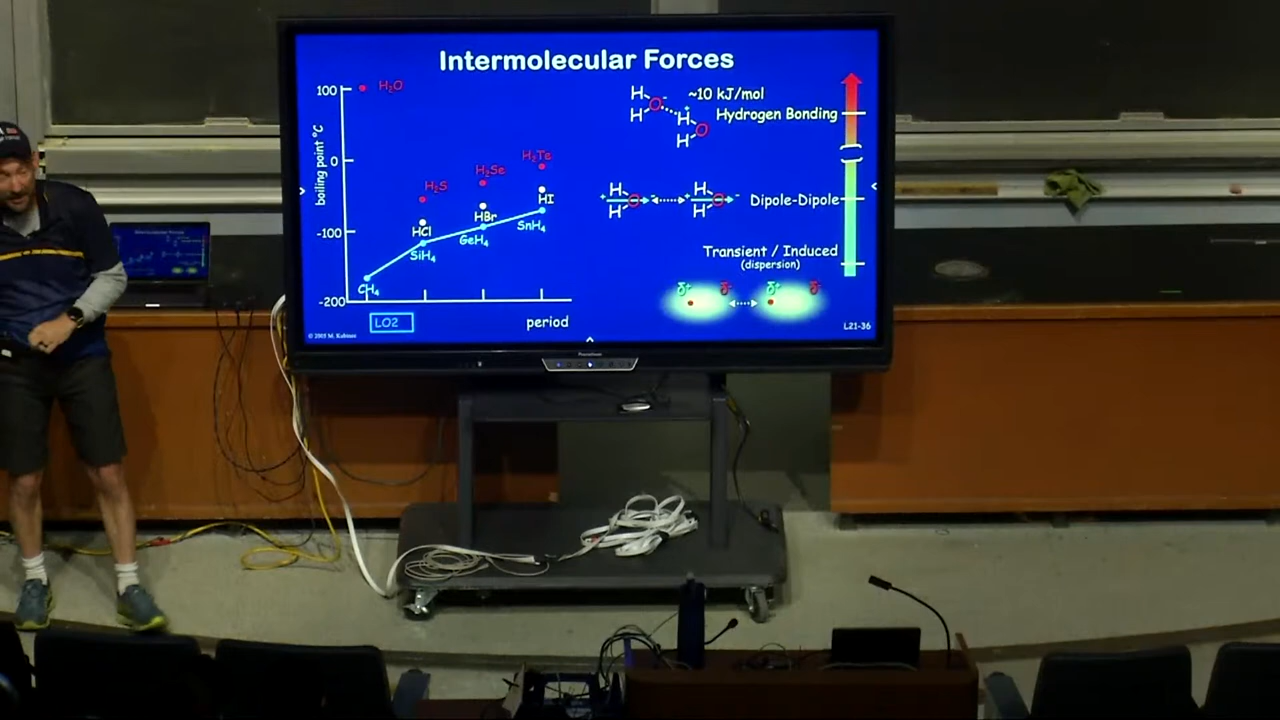 Intermolecular Forces
100
H₂O
boiling point °C
0
-100
-200
H₂S
H₂Se
H₂Te
HCl
HBr
HI
CH₄
SiH₄
GeH₄
SnH₄
LO2
period
H
H
O
-
+
H
H
O
~10 kJ/mol
Hydrogen Bonding
+
H
H
O
-
+
H
H
O
-
Dipole-Dipole
Transient / Induced
(dispersion)
δ⁺
δ⁻
δ⁺
δ⁻
L21-36